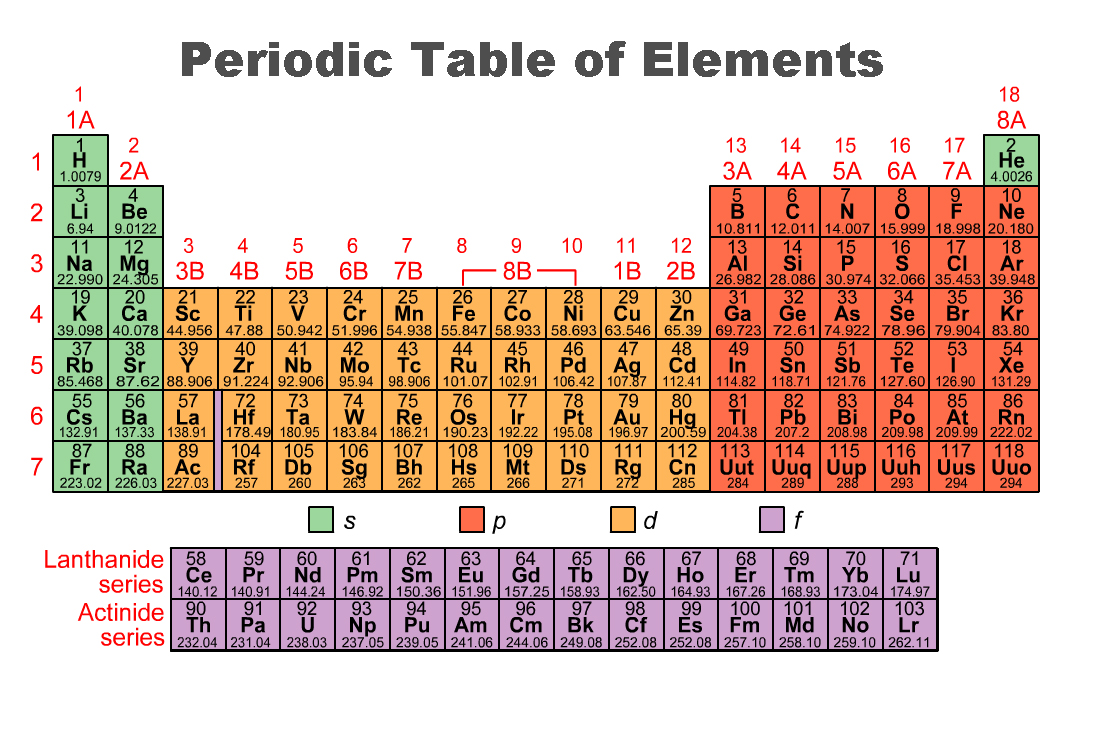 Periodic Table of Elements
1 18
1A 8A
1 2 13 14 15 16 17 2
1 H He
2A 3A 4A 5A 6A 7A
1.0079 4.0026
3 4 5 6 7 8 9 10
2 Li Be B C N O F Ne
6.94 9.0122 10.811 12.011 14.007 15.999 18.998 20.180
3 4 5 6 7 8 9 10 11 12
3B 4B 5B 6B 7B 8B 1B 2B
11 12 13 14 15 16 17 18
3 Na Mg Al Si P S Cl Ar
22.990 24.305 26.982 28.086 30.974 32.066 35.453 39.948
19 20 21 22 23 24 25 26 27 28 29 30 31 32 33 34 35 36
4 K Ca Sc Ti V Cr Mn Fe Co Ni Cu Zn Ga Ge As Se Br Kr
39.098 40.078 44.956 47.88 50.942 51.996 54.938 55.847 58.933 58.693 63.546 65.39 69.723 72.61 74.922 78.96 79.904 83.80
37 38 39 40 41 42 43 44 45 46 47 48 49 50 51 52 53 54
5 Rb Sr Y Zr Nb Mo Tc Ru Rh Pd Ag Cd In Sn Sb Te I Xe
85.468 87.62 88.906 91.224 92.906 95.94 98.906 101.07 102.91 106.42 107.87 112.41 114.82 118.71 121.76 127.60 126.90 131.29
55 56 57 72 73 74 75 76 77 78 79 80 81 82 83 84 85 86
6 Cs Ba La Hf Ta W Re Os Ir Pt Au Hg Tl Pb Bi Po At Rn
132.91 137.33 138.91 178.49 180.95 183.84 186.21 190.23 192.22 195.08 196.97 200.59 204.38 207.2 208.98 209.98 209.99 222.02
87 88 89 104 105 106 107 108 109 110 111 112 113 114 115 116 117 118
7 Fr Ra Ac Rf Db Sg Bh Hs Mt Ds Rg Cn Uut Uuq Uup Uuh Uus Uuo
223.02 226.03 227.03 257 260 263 262 265 266 271 272 285 284 289 288 293 294 294
s p d f
Lanthanide series
58 59 60 61 62 63 64 65 66 67 68 69 70 71
Ce Pr Nd Pm Sm Eu Gd Tb Dy Ho Er Tm Yb Lu
140.12 140.91 144.24 146.92 150.36 151.96 157.25 158.93 162.50 164.93 167.26 168.93 173.04 174.97
Actinide series
90 91 92 93 94 95 96 97 98 99 100 101 102 103
Th Pa U Np Pu Am Cm Bk Cf Es Fm Md No Lr
232.04 231.04 238.03 237.05 239.05 241.06 244.06 249.08 252.08 252.08 257.10 258.10 259.10 262.11